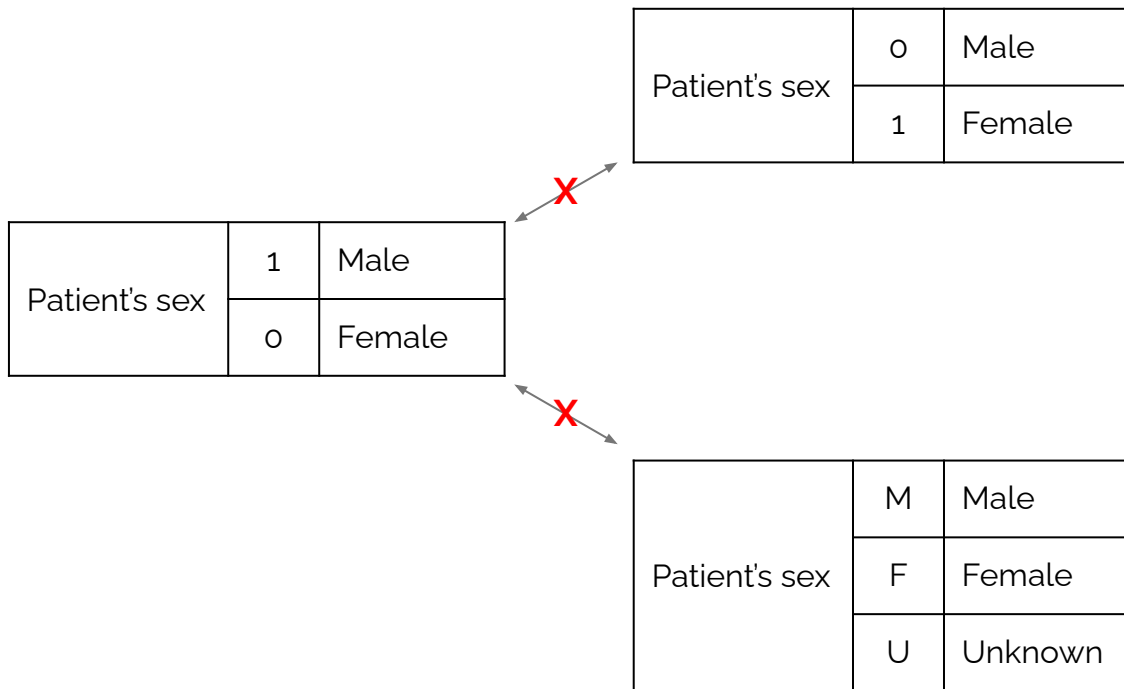 Patient's sex
0 Male
1 Female
X
Patient's sex
1 Male
0 Female
X
Patient's sex
M Male
F Female
U Unknown